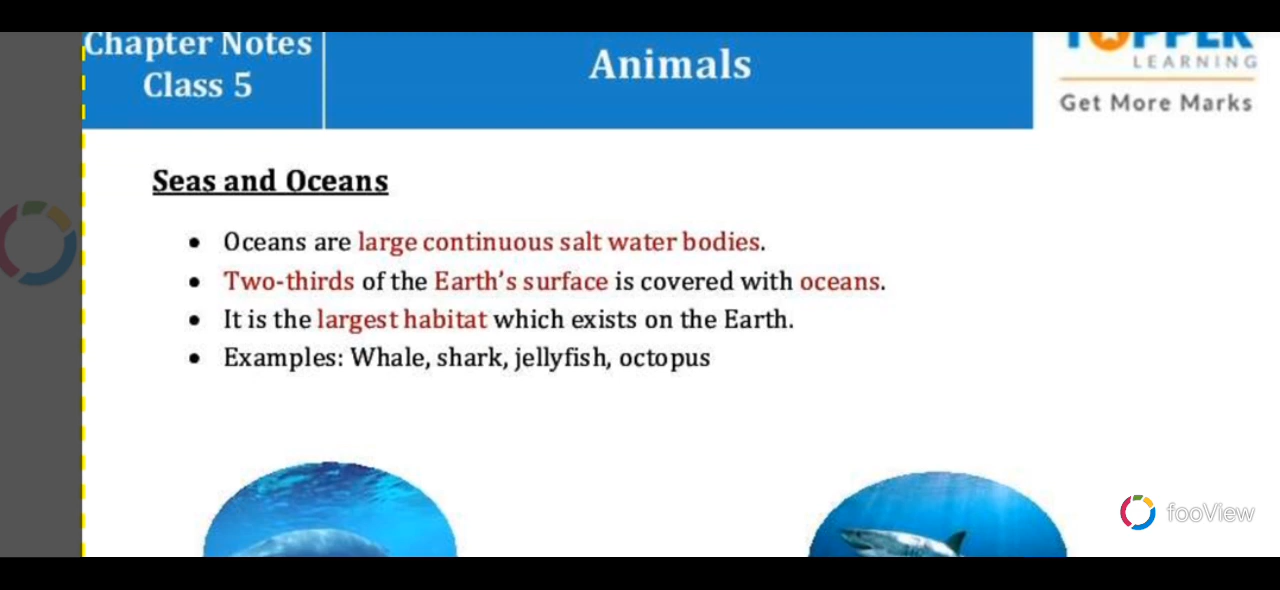 Chapter Notes
Class 5
Animals
TOPPER
LEARNING
Get More Marks
Seas and Oceans
• Oceans are large continuous salt water bodies.
• Two-thirds of the Earth's surface is covered with oceans.
• It is the largest habitat which exists on the Earth.
• Examples: Whale, shark, jellyfish, octopus
fooView